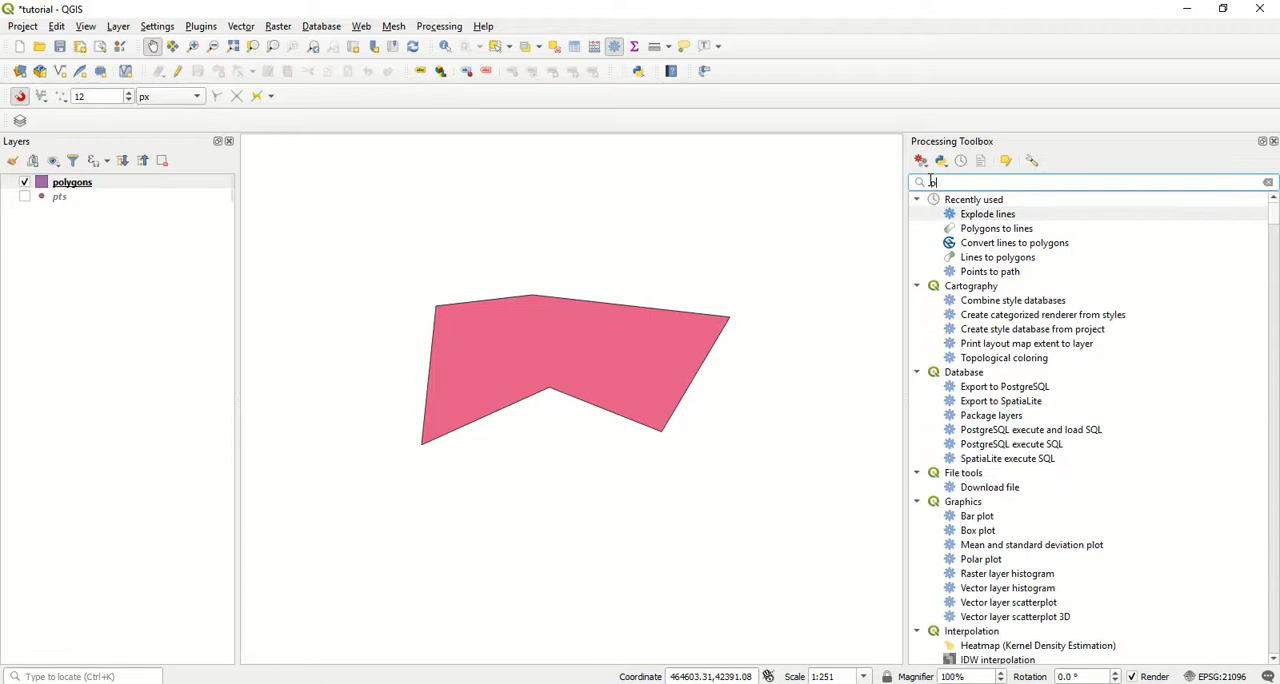 *tutorial - QGIS
Project Edit View Layer Settings Plugins Vector Raster Database Web Mesh Processing Help
12 px
Layers
polygons
pts
Processing Toolbox
p
Recently used
Explode lines
Polygons to lines
Convert lines to polygons
Lines to polygons
Points to path
Cartography
Combine style databases
Create categorized renderer from styles
Create style database from project
Print layout map extent to layer
Topological coloring
Database
Export to PostgreSQL
Export to SpatiaLite
Package layers
PostgreSQL execute and load SQL
PostgreSQL execute SQL
SpatiaLite execute SQL
File tools
Download file
Graphics
Bar plot
Box plot
Mean and standard deviation plot
Polar plot
Raster layer histogram
Vector layer histogram
Vector layer scatterplot
Vector layer scatterplot 3D
Interpolation
Heatmap (Kernel Density Estimation)
IDW interpolation
Type to locate (Ctrl+K) Coordinate 464603.31,42391.08 Scale 1:251 Magnifier 100% Rotation 0.0 ° Render EPSG:21096